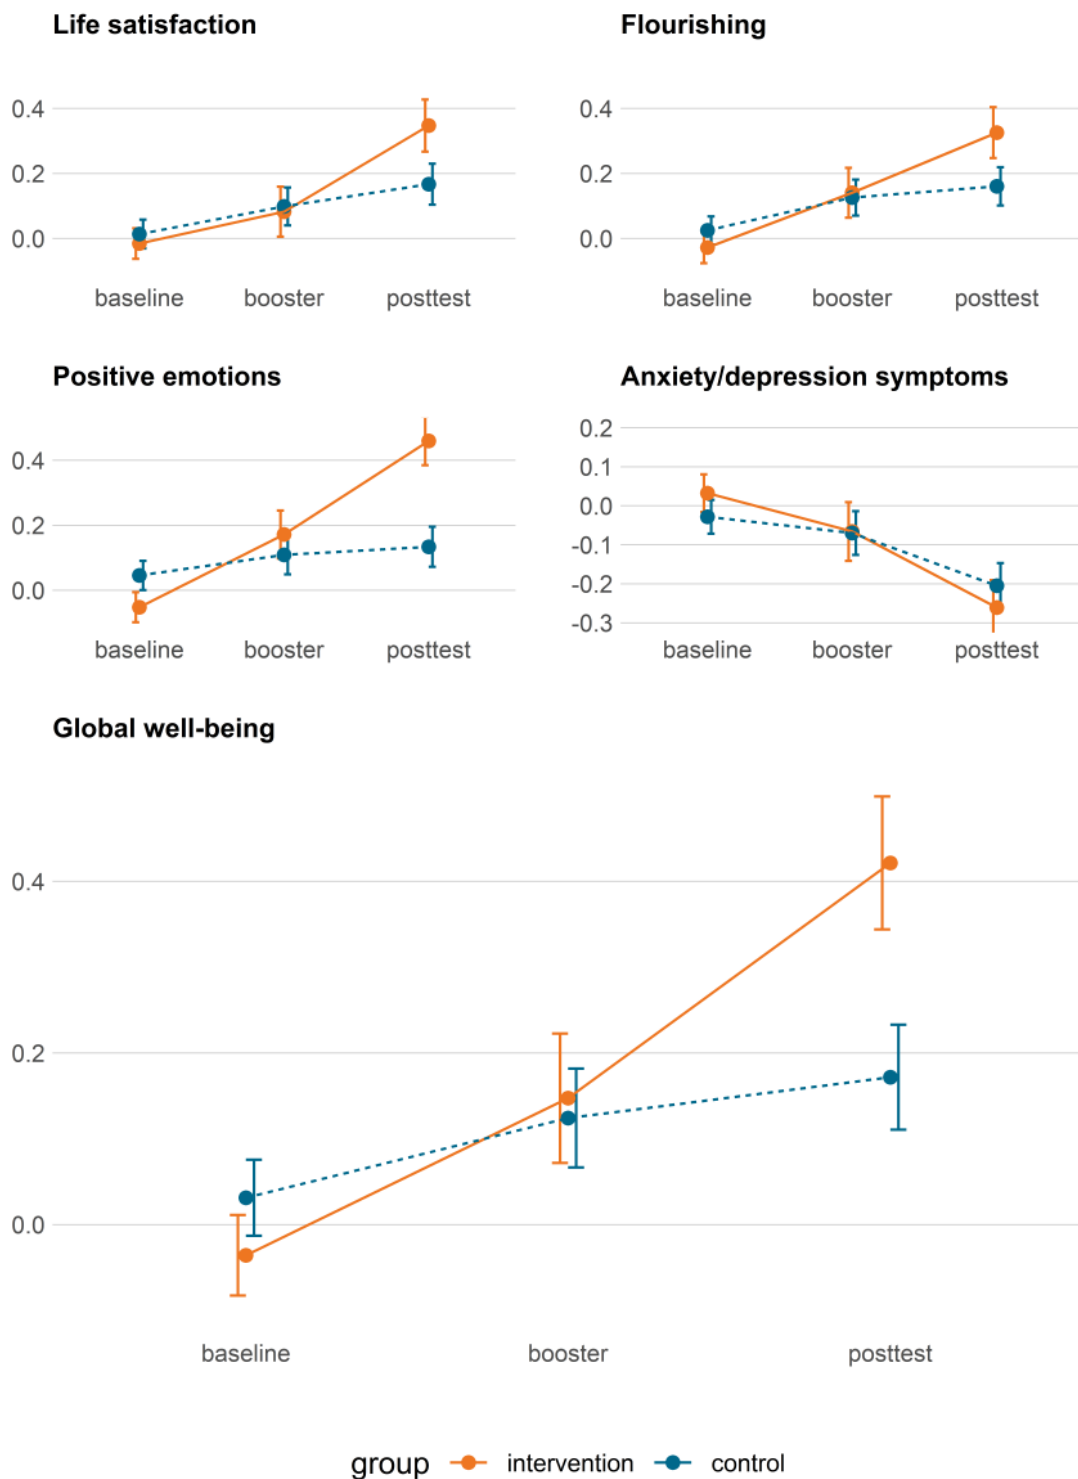 Life satisfaction
0.4
0.2
0.0
baseline booster posttest
Flourishing
0.4
0.2
0.0
baseline booster posttest
Positive emotions
0.4
0.2
0.0
baseline booster posttest
Anxiety/depression symptoms
0.2
0.1
0.0
-0.1
-0.2
-0.3
baseline booster posttest
Global well-being
0.4
0.2
0.0
baseline booster posttest
group intervention control